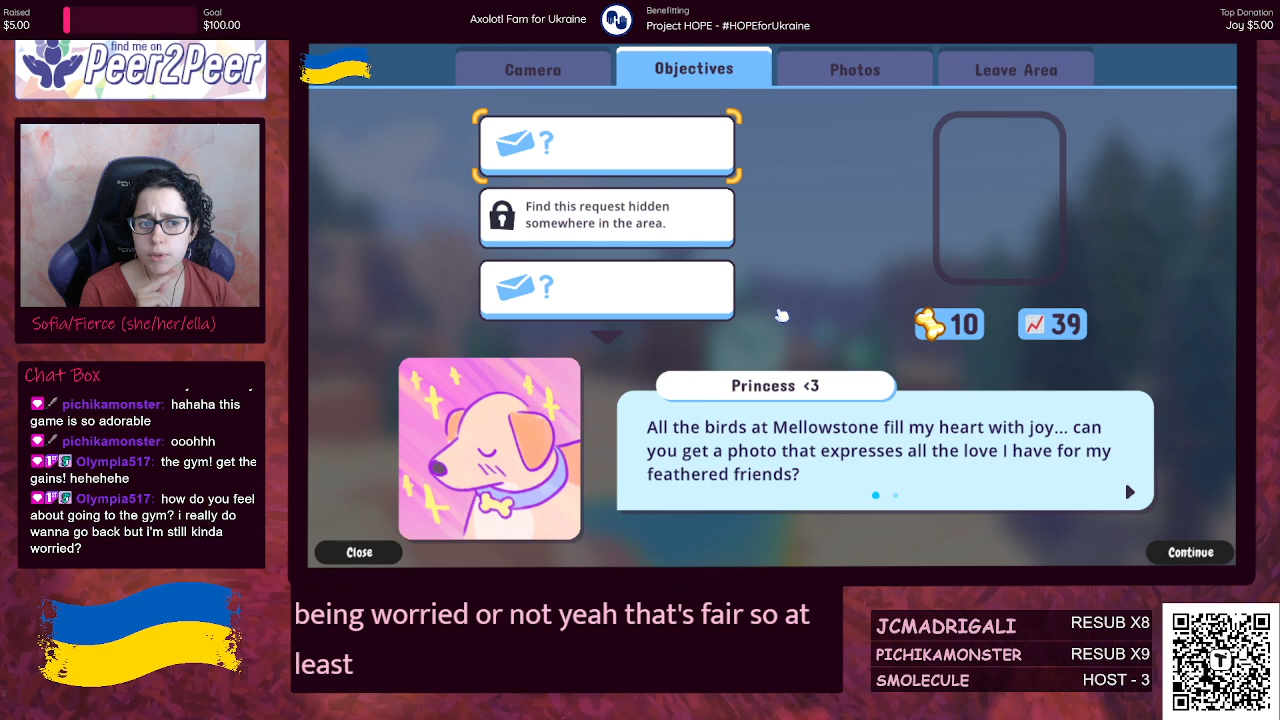 Raised
$5.00
Goal
$100.00
Axolotl Fam for Ukraine
Benefitting
Project HOPE - #HOPEforUkraine
Top Donation
Joy $5.00
find me on
Peer2Peer
Sofia/Fierce (she/her/ella)
Chat Box
pichikamonster: hahaha this
game is so adorable
pichikamonster: ooohhh
Olympia517: the gym! get the
gains! hehehehe
Olympia517: how do you feel
about going to the gym? i really do
wanna go back but i'm still kinda
worried?
Camera
Objectives
Photos
Leave Area
?
Find this request hidden
somewhere in the area.
?
10
39
Princess <3
All the birds at Mellowstone fill my heart with joy... can
you get a photo that expresses all the love I have for my
feathered friends?
Close
Continue
being worried or not yeah that's fair so at
least
JCMADRIGALI RESUB X8
PICHIKAMONSTER RESUB X9
SMOLECULE HOST - 3
T